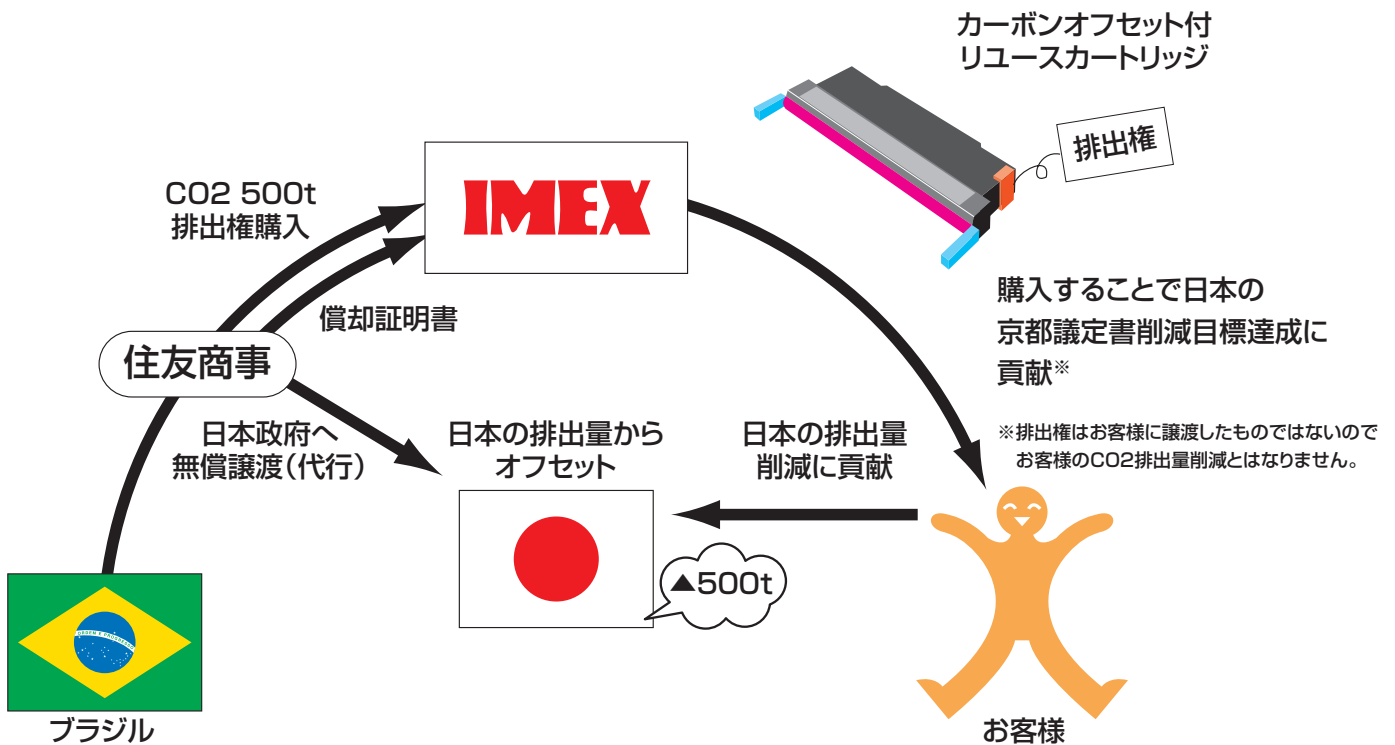 カーボンオフセット付
リユースカートリッジ
排出権
CO2 500t
排出権購入
IMEX
償却証明書
住友商事
購入することで日本の
京都議定書削減目標達成に
貢献※
※排出権はお客様に譲渡したものではないので
お客様のCO2排出量削減とはなりません。
日本政府へ
無償譲渡（代行）
日本の排出量から
オフセット
日本の排出量
削減に貢献
▲500t
ORDEM E PROGRESSO
ブラジル
お客様